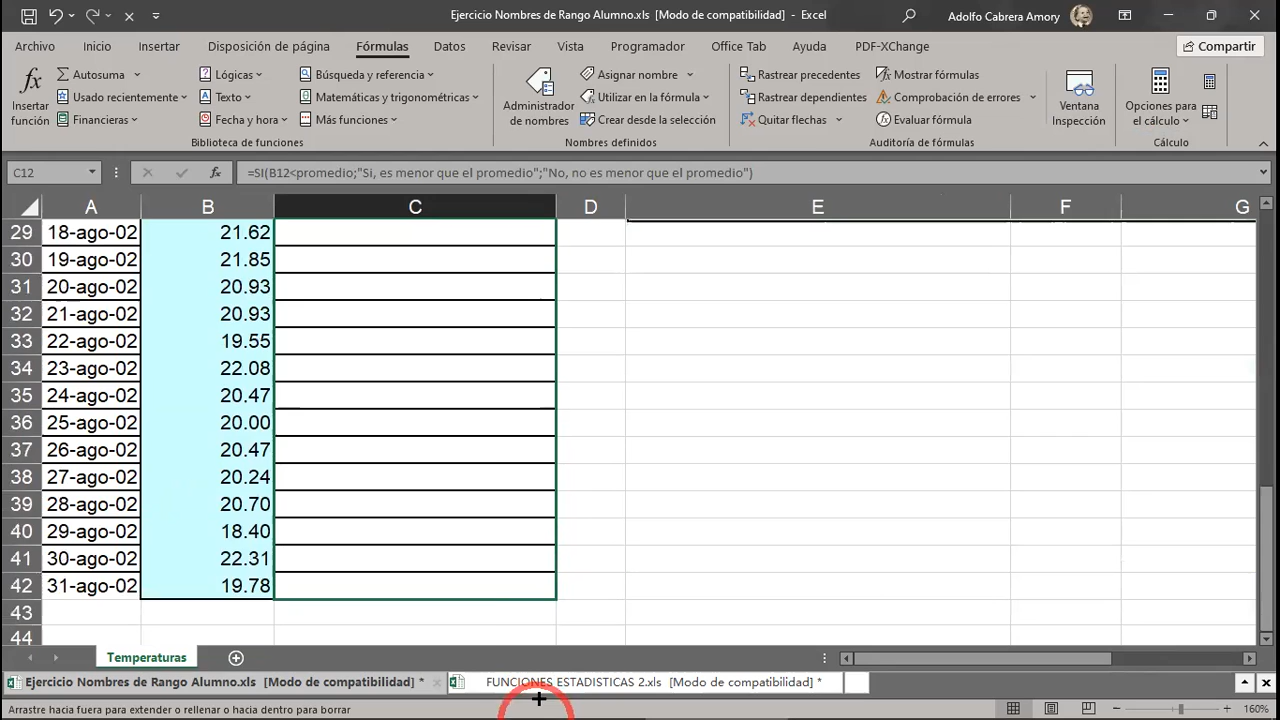 Ejercicio Nombres de Rango Alumno.xls [Modo de compatibilidad] - Excel
Adolfo Cabrera Amory
Archivo Inicio Insertar Disposición de página Fórmulas Datos Revisar Vista Programador Office Tab Ayuda PDF-XChange Compartir
Insertar función
Autosuma
Usado recientemente
Financieras
Lógicas
Texto
Fecha y hora
Búsqueda y referencia
Matemáticas y trigonométricas
Más funciones
Biblioteca de funciones
Administrador de nombres
Asignar nombre
Utilizar en la fórmula
Crear desde la selección
Nombres definidos
Rastrear precedentes
Rastrear dependientes
Quitar flechas
Mostrar fórmulas
Comprobación de errores
Evaluar fórmula
Auditoría de fórmulas
Ventana Inspección
Opciones para el cálculo
Cálculo
C12 fx =SI(B12<promedio;"Si, es menor que el promedio";"No, no es menor que el promedio")
A B C D E F G
29 18-ago-02 21.62
30 19-ago-02 21.85
31 20-ago-02 20.93
32 21-ago-02 20.93
33 22-ago-02 19.55
34 23-ago-02 22.08
35 24-ago-02 20.47
36 25-ago-02 20.00
37 26-ago-02 20.47
38 27-ago-02 20.24
39 28-ago-02 20.70
40 29-ago-02 18.40
41 30-ago-02 22.31
42 31-ago-02 19.78
43
44
Temperaturas
Ejercicio Nombres de Rango Alumno.xls [Modo de compatibilidad] * FUNCIONES ESTADISTICAS 2.xls [Modo de compatibilidad] *
Arrastre hacia fuera para extender o rellenar o hacia dentro para borrar 160%